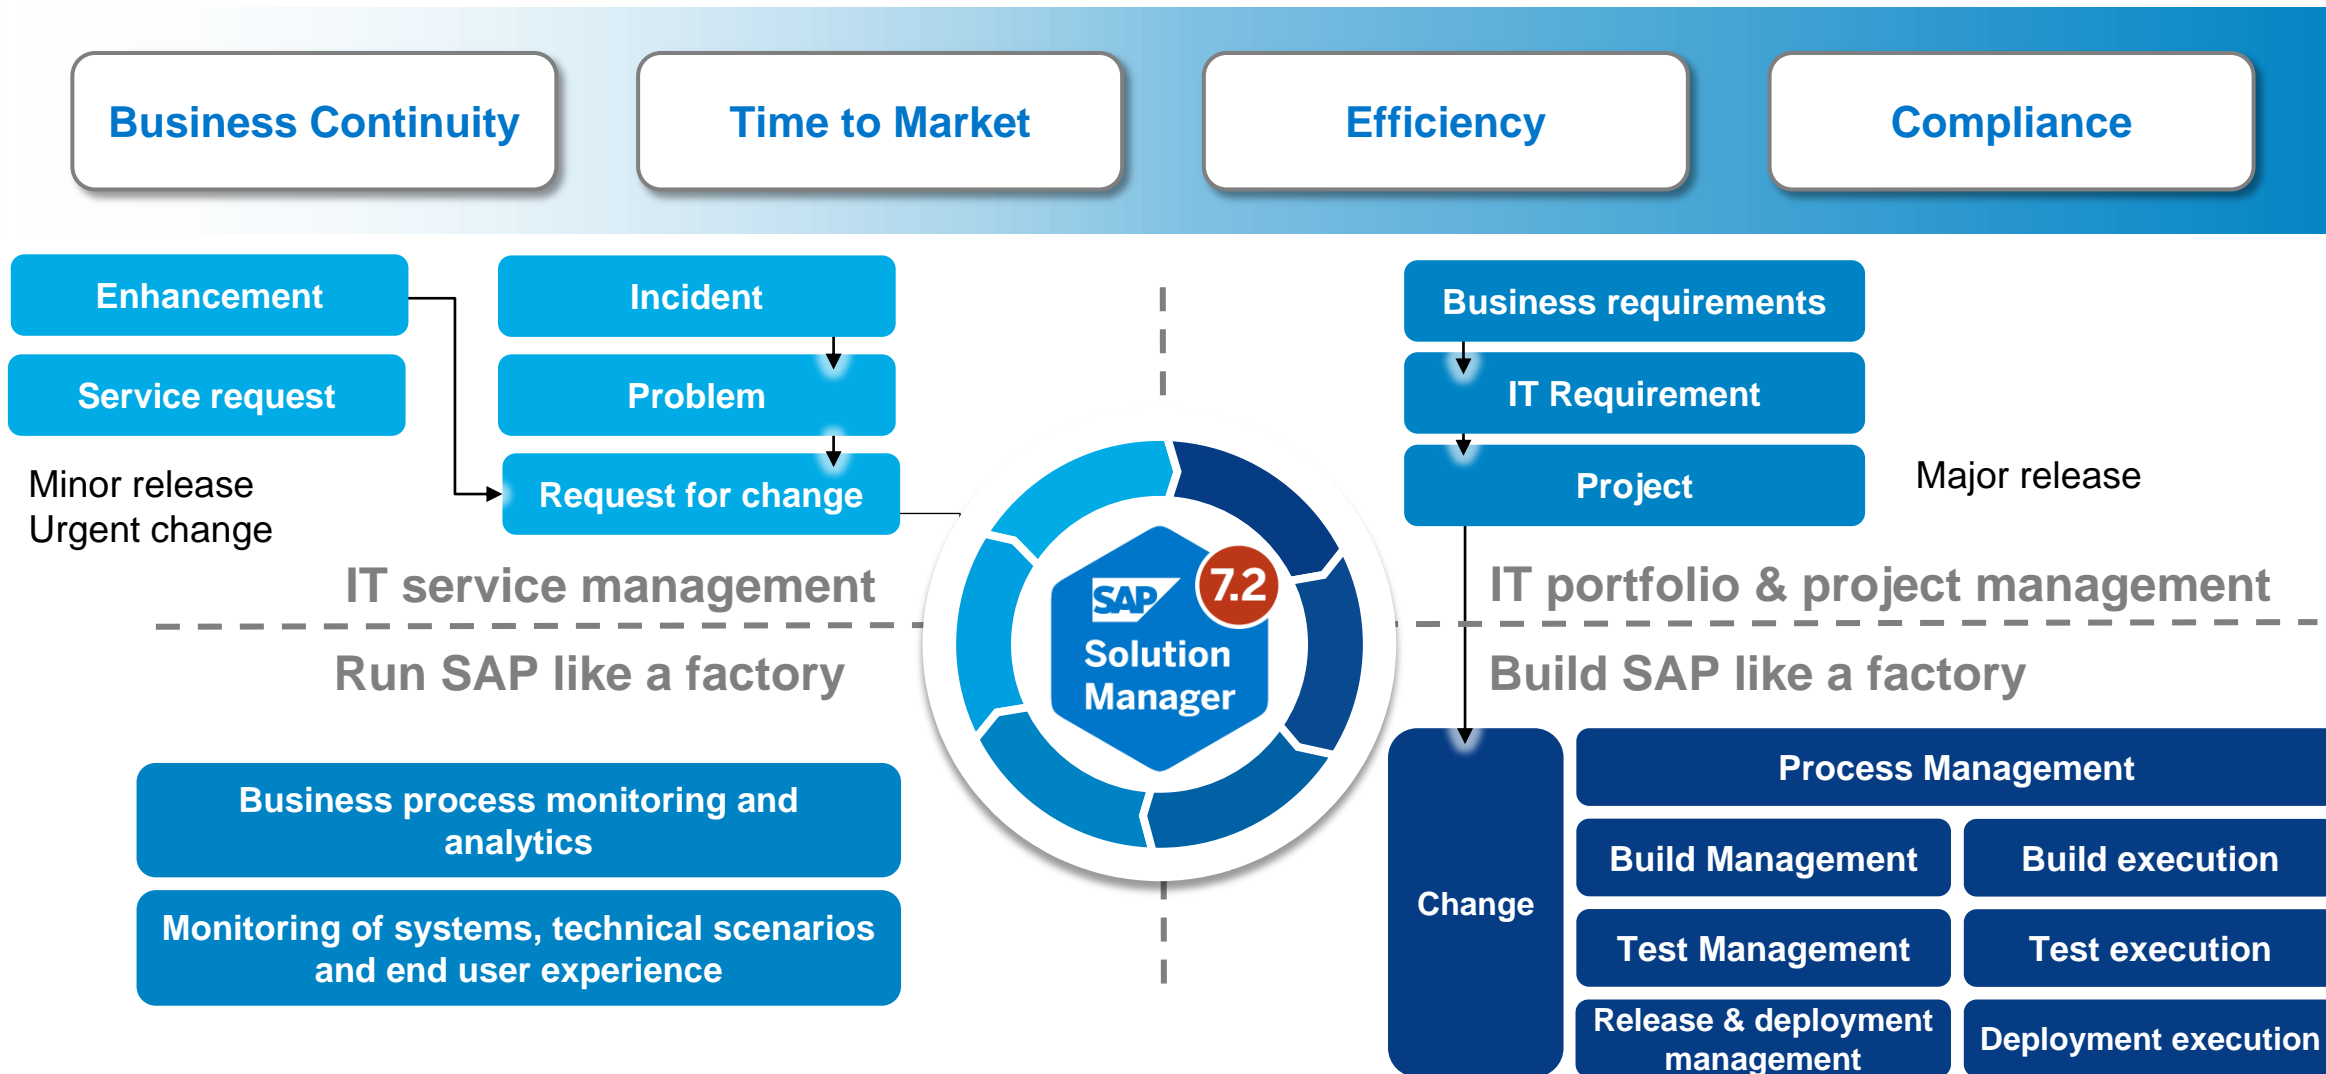 Business Continuity
Time to Market
Efficiency
Compliance
Enhancement
Service request
Minor release
Urgent change
Incident
Problem
Request for change
IT service management
Run SAP like a factory
Business process monitoring and
analytics
Monitoring of systems, technical scenarios
and end user experience
SAP
7.2
Solution
Manager
Business requirements
IT Requirement
Project
Major release
IT portfolio & project management
Build SAP like a factory
Change
Process Management
Build Management
Build execution
Test Management
Test execution
Release & deployment
management
Deployment execution